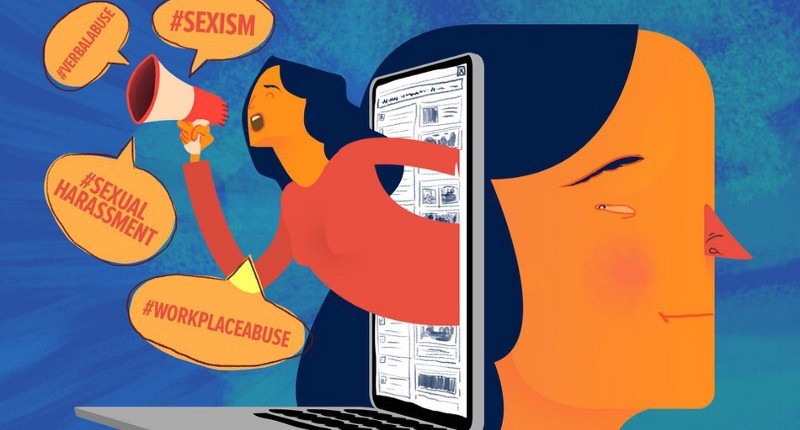 #VERBALABUSE
#SEXISM
#SEXUAL
HARASSMENT
#WORKPLACEABUSE